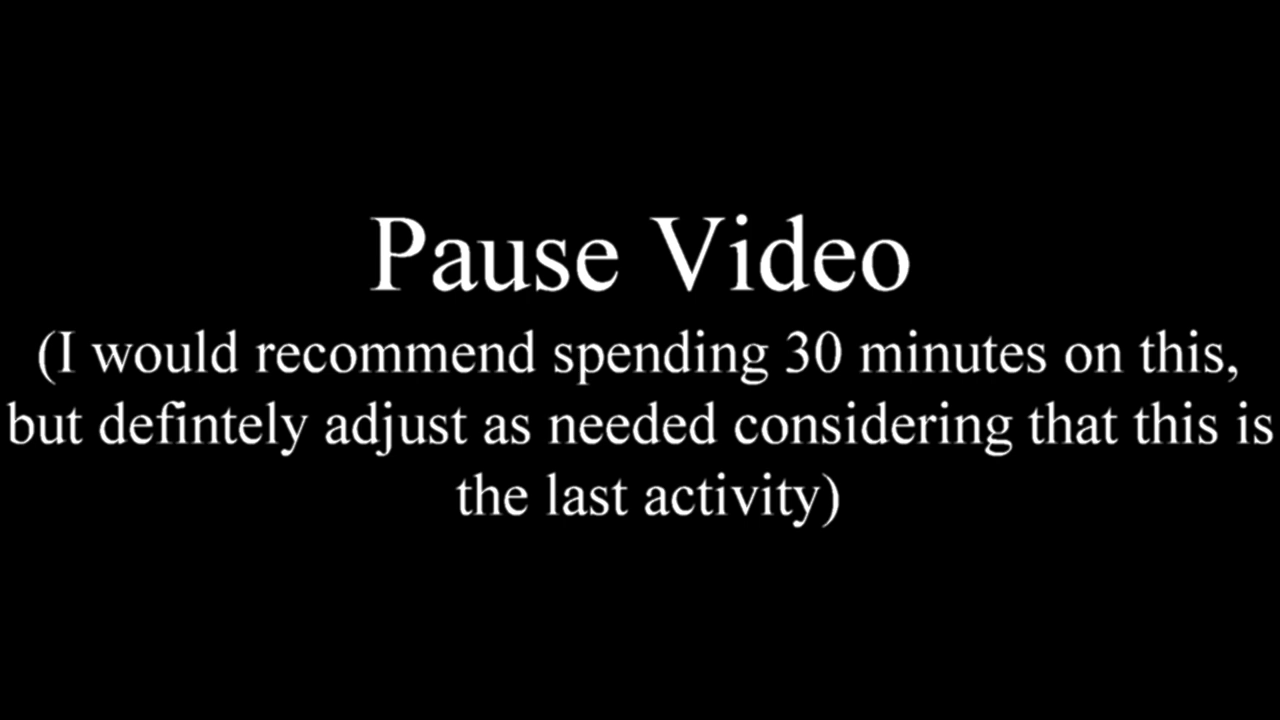 Pause Video
(I would recommend spending 30 minutes on this,
but defintely adjust as needed considering that this is
the last activity)